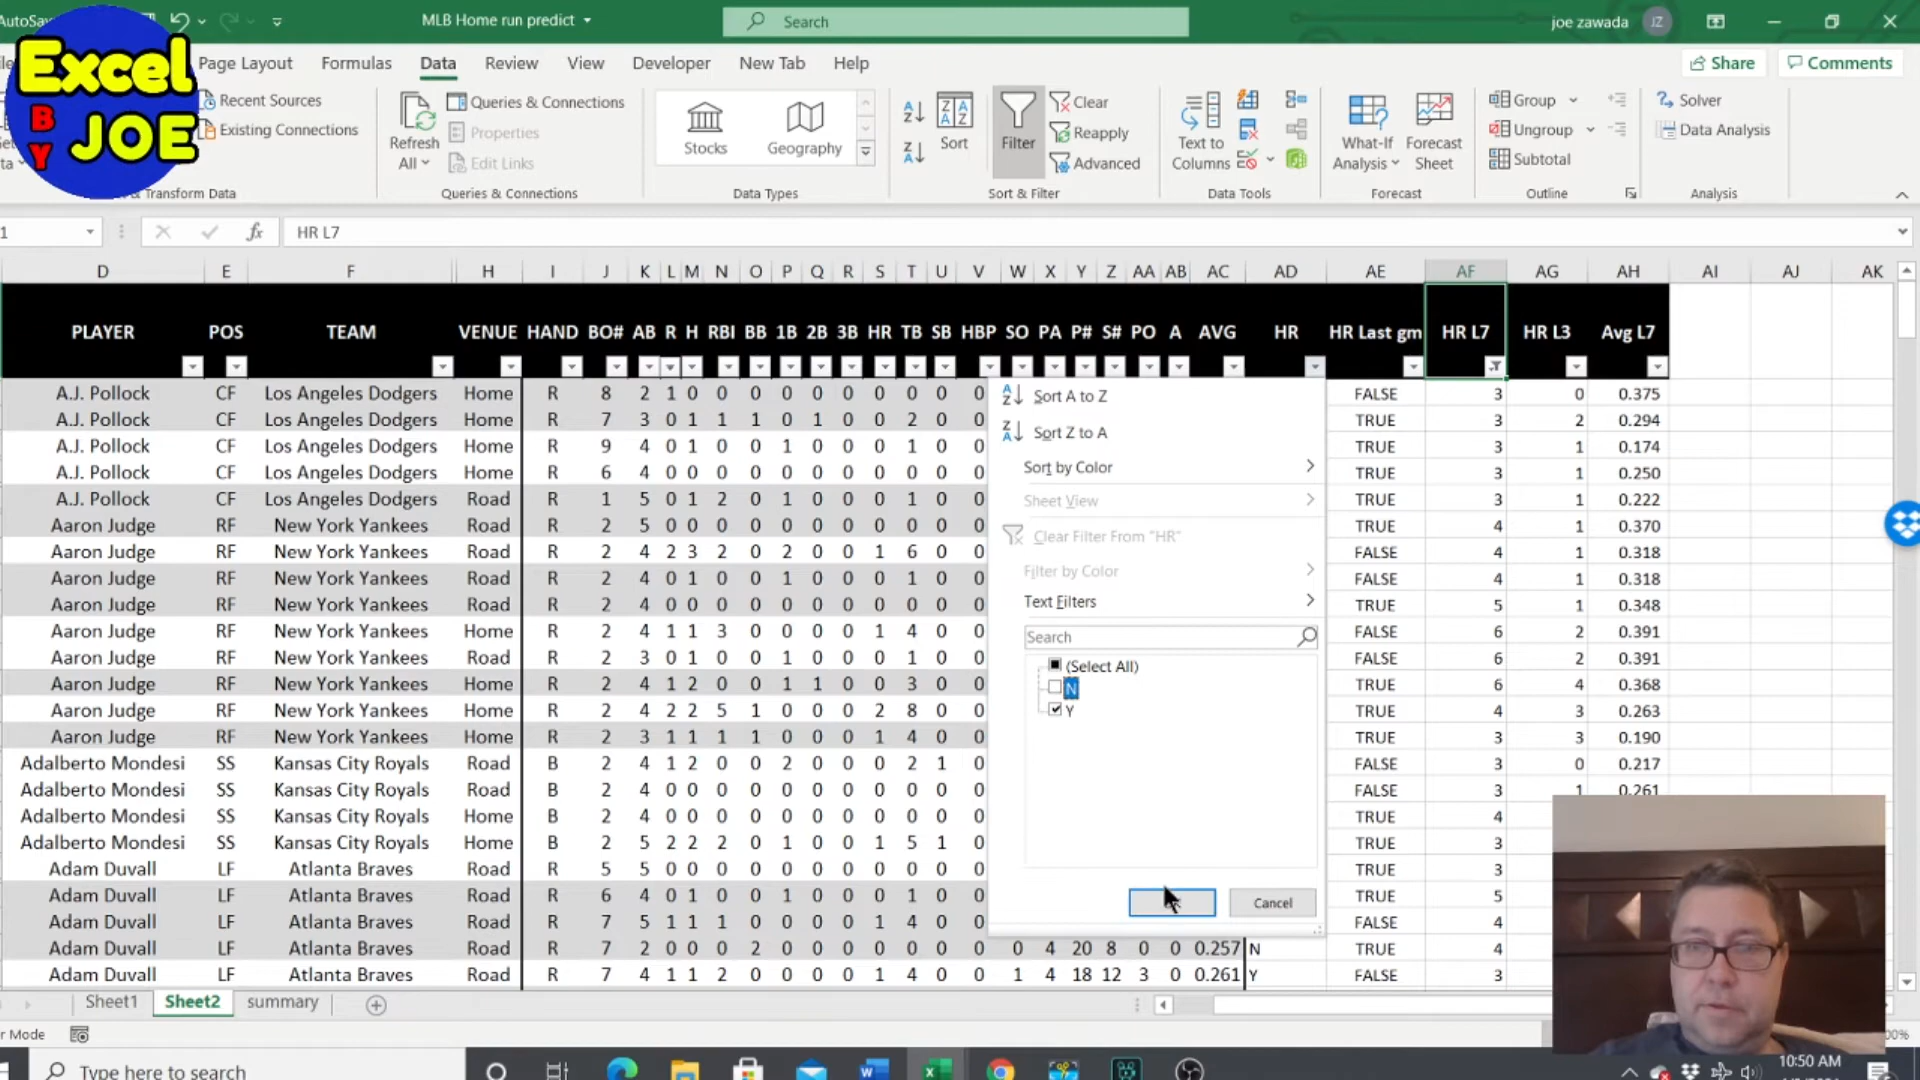 AutoSav
MLB Home run predict
Search
joe zawada
JZ
Excel
BY
JOE
Page Layout
Formulas
Data
Review
View
Developer
New Tab
Help
Share
Comments
Recent Sources
Existing Connections
Refresh
All
Queries & Connections
Properties
Edit Links
Stocks
Geography
Sort
Filter
Clear
Reapply
Advanced
Text to
Columns
What-If
Analysis
Forecast
Sheet
Group
Ungroup
Subtotal
Solver
Data Analysis
& Transform Data
Queries & Connections
Data Types
Sort & Filter
Data Tools
Forecast
Outline
Analysis
1
fx
HR L7
D E F H I J K L M N O P Q R S T U V W X Y Z AA AB AC AD AE AF AG AH AI AJ AK
PLAYER POS TEAM VENUE HAND BO# AB R H RBI BB 1B 2B 3B HR TB SB HBP SO PA P# S# PO A AVG HR HR Last gm HR L7 HR L3 Avg L7
A.J. Pollock CF Los Angeles Dodgers Home R 8 2 1 0 0 0 0 0 0 0 0 0 0 FALSE 3 0 0.375
A.J. Pollock CF Los Angeles Dodgers Home R 7 3 0 1 1 1 0 1 0 0 2 0 0 TRUE 3 2 0.294
A.J. Pollock CF Los Angeles Dodgers Home R 9 4 0 1 0 0 1 0 0 0 1 0 0 TRUE 3 1 0.174
A.J. Pollock CF Los Angeles Dodgers Home R 6 4 0 0 0 0 0 0 0 0 0 0 0 TRUE 3 1 0.250
A.J. Pollock CF Los Angeles Dodgers Road R 1 5 0 1 2 0 1 0 0 0 1 0 0 TRUE 3 1 0.222
Aaron Judge RF New York Yankees Road R 2 5 0 0 0 0 0 0 0 0 0 0 0 TRUE 4 1 0.370
Aaron Judge RF New York Yankees Road R 2 4 2 3 2 0 2 0 0 1 6 0 0 FALSE 4 1 0.318
Aaron Judge RF New York Yankees Road R 2 4 0 1 0 0 1 0 0 0 1 0 0 FALSE 4 1 0.318
Aaron Judge RF New York Yankees Road R 2 4 0 0 0 0 0 0 0 0 0 0 0 TRUE 5 1 0.348
Aaron Judge RF New York Yankees Home R 2 4 1 1 3 0 0 0 0 1 4 0 0 FALSE 6 2 0.391
Aaron Judge RF New York Yankees Road R 2 3 0 1 0 0 1 0 0 0 1 0 0 FALSE 6 2 0.391
Aaron Judge RF New York Yankees Home R 2 4 1 2 0 0 1 1 0 0 3 0 0 TRUE 6 4 0.368
Aaron Judge RF New York Yankees Home R 2 4 2 2 5 1 0 0 0 2 8 0 0 TRUE 4 3 0.263
Aaron Judge RF New York Yankees Home R 2 3 1 1 1 1 0 0 0 1 4 0 0 TRUE 3 3 0.190
Adalberto Mondesi SS Kansas City Royals Road B 2 4 1 2 0 0 2 0 0 0 2 1 0 FALSE 3 0 0.217
Adalberto Mondesi SS Kansas City Royals Road B 2 4 0 0 0 0 0 0 0 0 0 0 0 FALSE 3 1 0.261
Adalberto Mondesi SS Kansas City Royals Home B 2 4 0 0 0 0 0 0 0 0 0 0 0 TRUE 4
Adalberto Mondesi SS Kansas City Royals Home B 2 5 2 2 2 0 1 0 0 1 5 1 0 TRUE 3
Adam Duvall LF Atlanta Braves Road R 5 5 0 0 0 0 0 0 0 0 0 0 0 TRUE 3
Adam Duvall LF Atlanta Braves Road R 6 4 0 1 0 0 1 0 0 0 1 0 0 TRUE 5
Adam Duvall LF Atlanta Braves Road R 7 5 1 1 1 0 0 0 0 1 4 0 0 FALSE 4
Adam Duvall LF Atlanta Braves Road R 7 2 0 0 0 2 0 0 0 0 0 0 0 0 4 20 8 0 0 0.257 N TRUE 4
Adam Duvall LF Atlanta Braves Road R 7 4 1 1 2 0 0 0 0 1 4 0 0 1 4 18 12 3 0 0.261 Y FALSE 3
Sort A to Z
Sort Z to A
Sort by Color
Sheet View
Clear Filter From "HR"
Filter by Color
Text Filters
Search
(Select All)
N
Y
Cancel
Sheet1
Sheet2
summary
r Mode
00%
Type here to search
10:50 AM